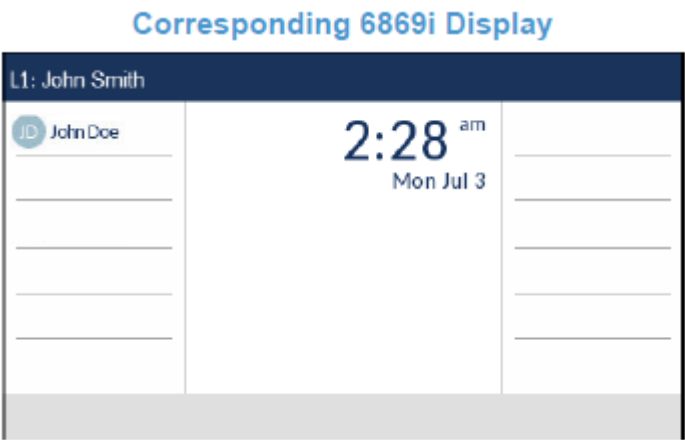 Corresponding 6869i Display
L1: John Smith
JD John Doe
2:28 am
Mon Jul 3